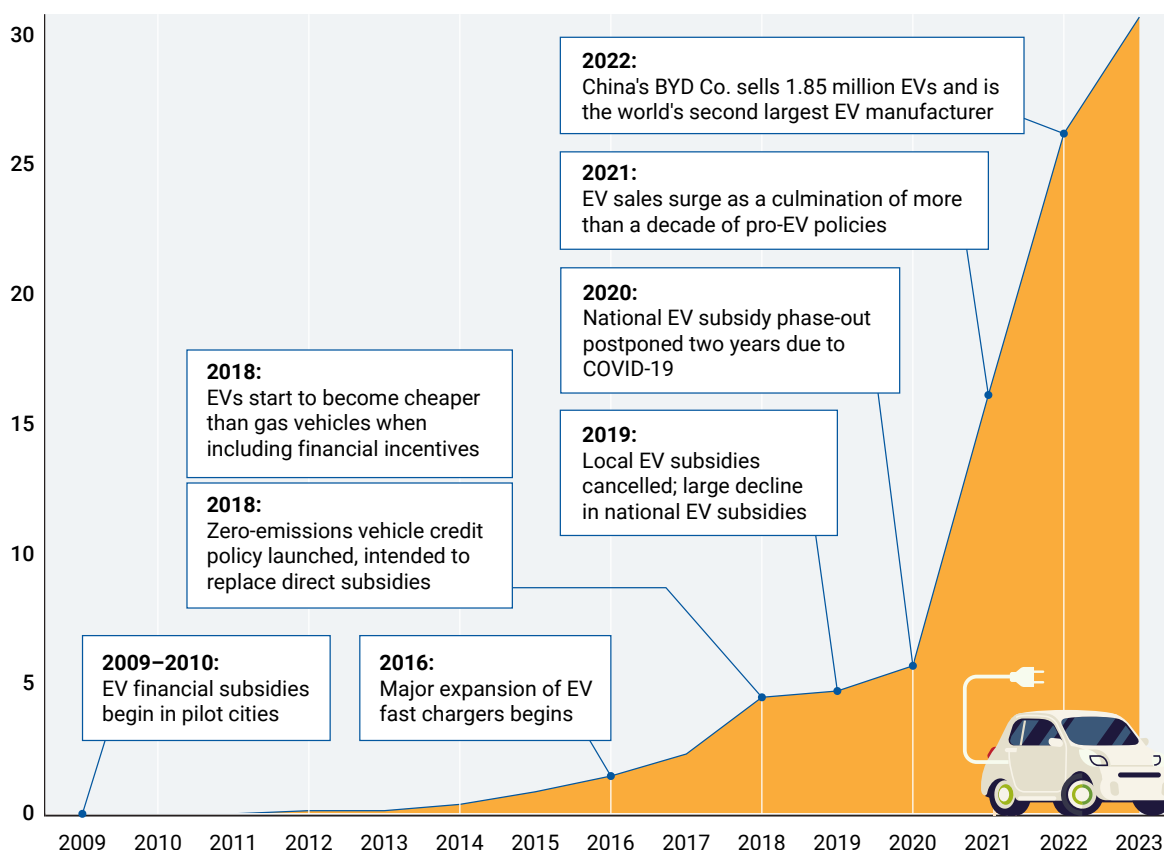 30
25
20
15
10
5
0
2022:
China's BYD Co. sells 1.85 million EVs and is
the world's second largest EV manufacturer
2021:
EV sales surge as a culmination of more
than a decade of pro-EV policies
2020:
National EV subsidy phase-out
postponed two years due to
COVID-19
2018:
EVs start to become cheaper
than gas vehicles when
including financial incentives
2019:
Local EV subsidies
cancelled; large decline
in national EV subsidies
2018:
Zero-emissions vehicle credit
policy launched, intended to
replace direct subsidies
2009–2010:
EV financial subsidies
begin in pilot cities
2016:
Major expansion of EV
fast chargers begins
2009 2010 2011 2012 2013 2014 2015 2016 2017 2018 2019 2020 2021 2022 2023